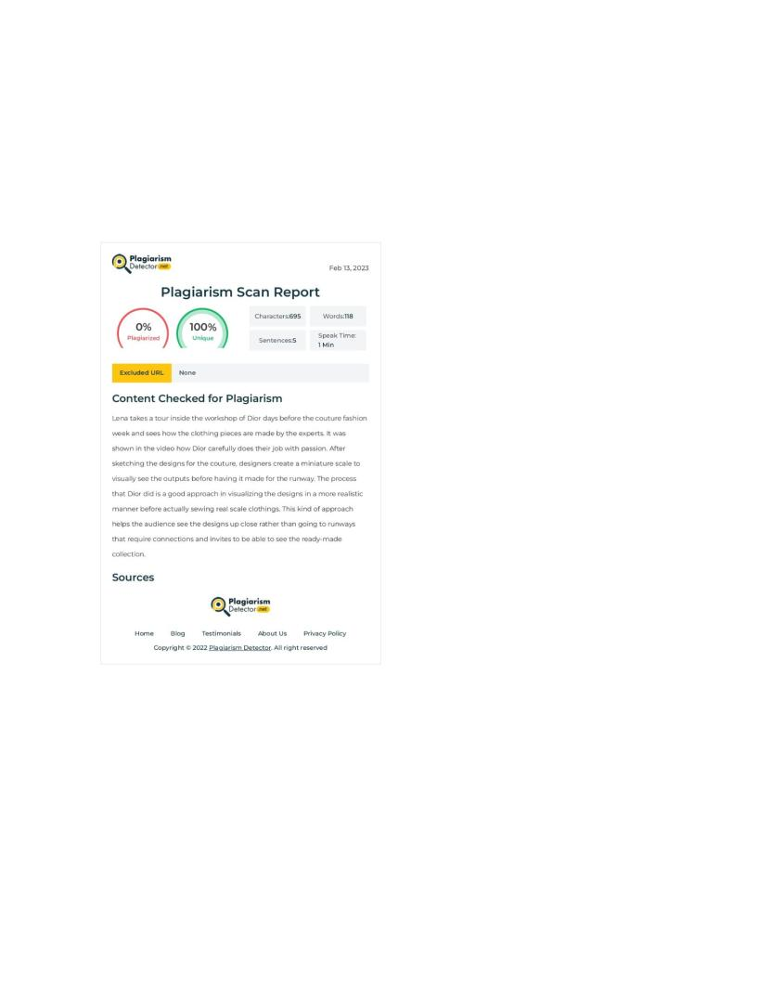 Plagiarism
Detector .net
Feb 13, 2023
Plagiarism Scan Report
0%
Plagiarized
100%
Unique
Characters:695
Words:118
Sentences:5
Speak Time:
1 Min
Excluded URL None
Content Checked for Plagiarism
Lena takes a tour inside the workshop of Dior days before the couture fashion
week and sees how the clothing pieces are made by the experts. It was
shown in the video how Dior carefully does their job with passion. After
sketching the designs for the couture, designers create a miniature scale to
visually see the outputs before having it made for the runway. The process
that Dior did is a good approach in visualizing the designs in a more realistic
manner before actually sewing real scale clothings. This kind of approach
helps the audience see the designs up close rather than going to runways
that require connections and invites to be able to see the ready-made
collection.
Sources
Plagiarism
Detector .net
Home Blog Testimonials About Us Privacy Policy
Copyright © 2022 Plagiarism Detector. All right reserved